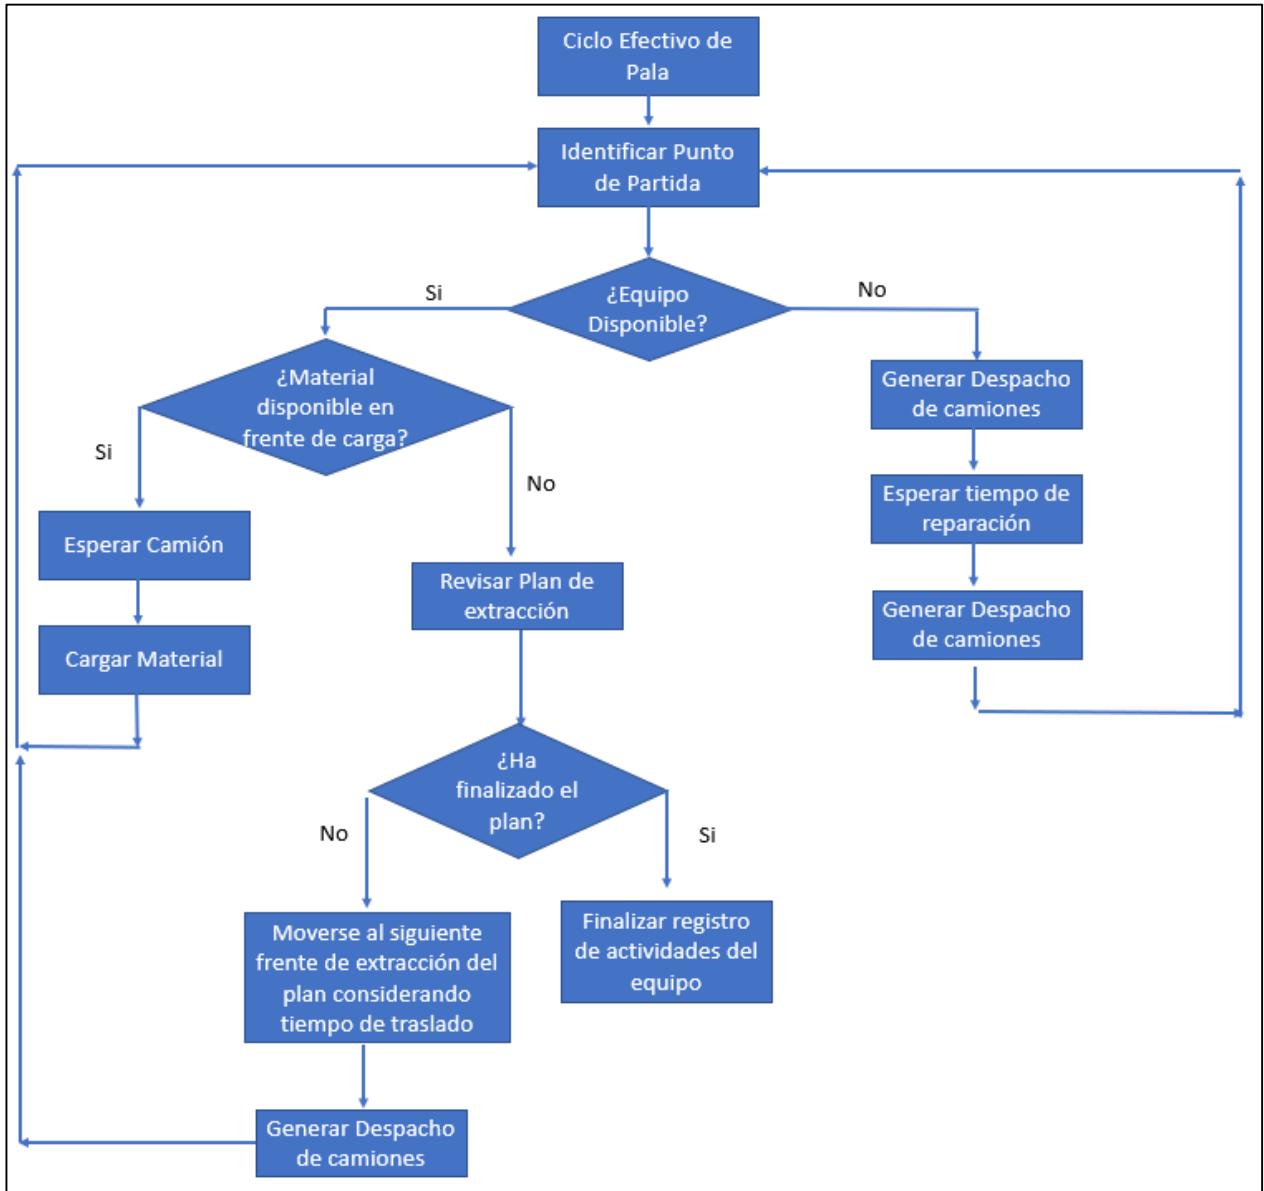 Ciclo Efectivo de
Pala
Identificar Punto
de Partida
¿Equipo
Disponible?
Si
No
¿Material
disponible en
frente de carga?
Si
No
Generar Despacho
de camiones
Esperar tiempo de
reparación
Generar Despacho
de camiones
Esperar Camión
Cargar Material
Revisar Plan de
extracción
¿Ha
finalizado el
plan?
No
Si
Moverse al siguiente
frente de extracción del
plan considerando
tiempo de traslado
Finalizar registro
de actividades del
equipo
Generar Despacho
de camiones